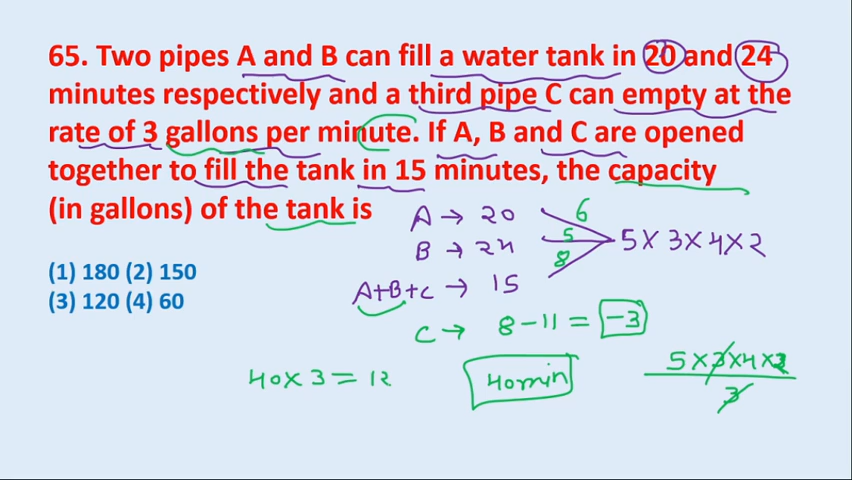 65. Two pipes A and B can fill a water tank in 20 and 24
minutes respectively and a third pipe C can empty at the
rate of 3 gallons per minute. If A, B and C are opened
together to fill the tank in 15 minutes, the capacity
(in gallons) of the tank is
(1) 180 (2) 150
(3) 120 (4) 60
A → 20 6
B → 24 5 5 X 3 X 4 X 2
A+B+C → 15 8
C → 8 - 11 = -3
40 X 3 = 12
40 min
5 X 3 X 4 X 2
3